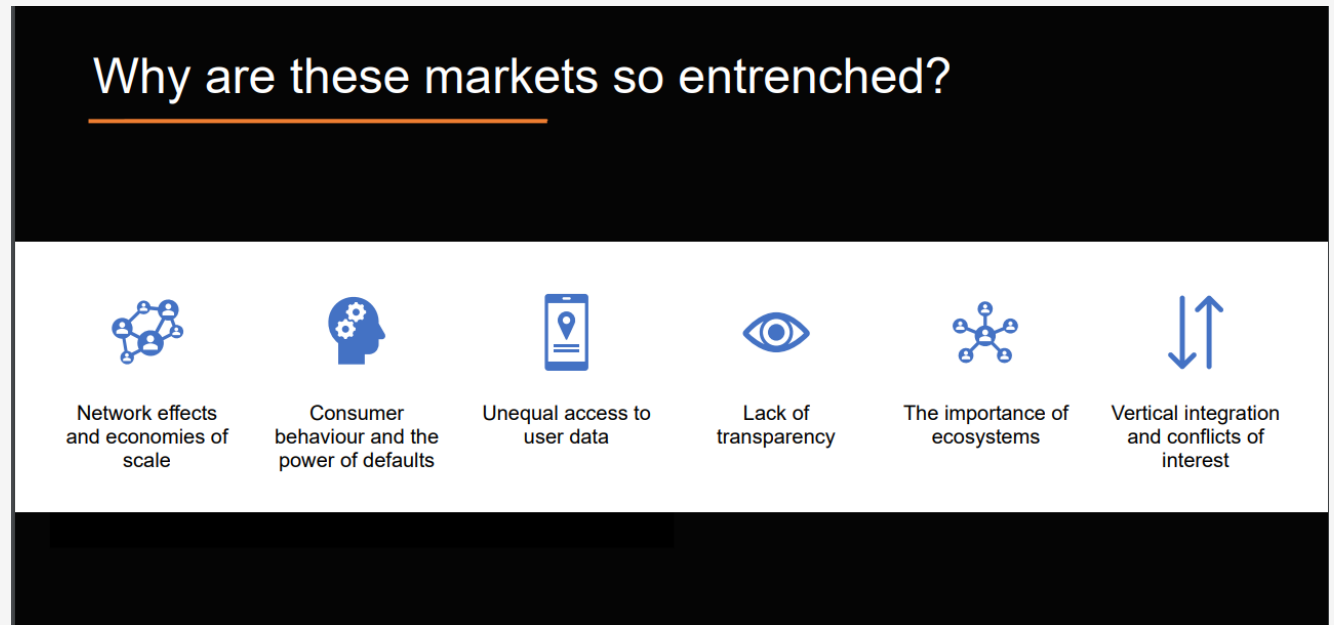 Why are these markets so entrenched?
Network effects
and economies of
scale
Consumer
behaviour and the
power of defaults
Unequal access to
user data
Lack of
transparency
The importance of
ecosystems
Vertical integration
and conflicts of
interest